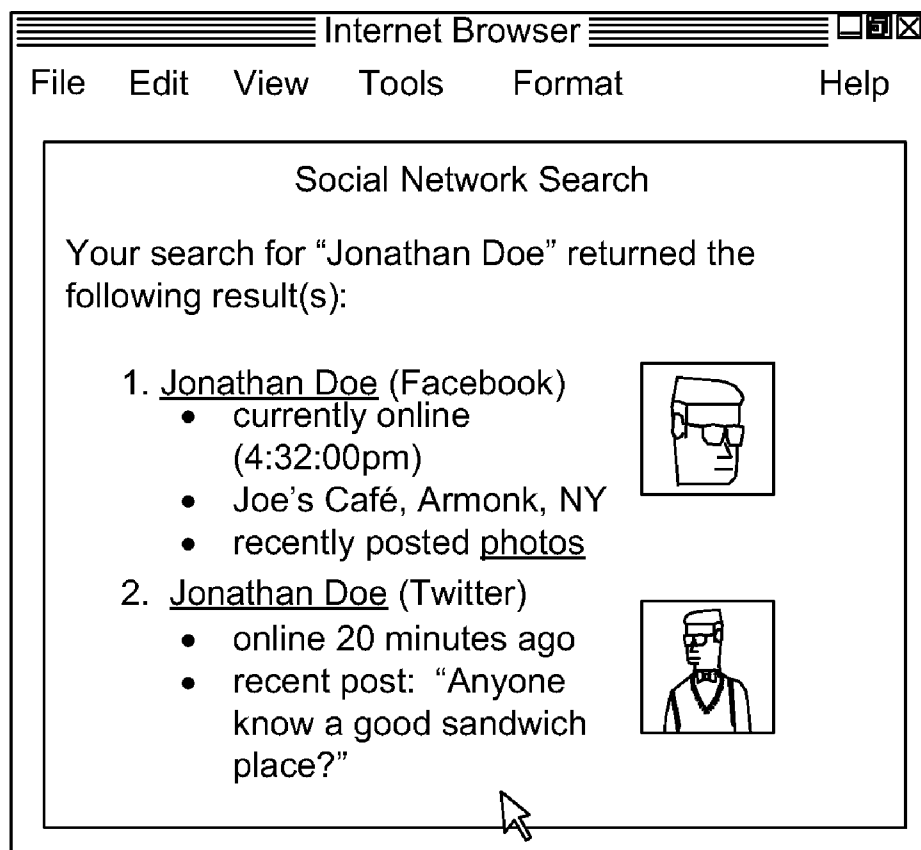 Internet Browser
File Edit View Tools Format Help
Social Network Search
Your search for “Jonathan Doe” returned the
following result(s):
1. Jonathan Doe (Facebook)
• currently online
(4:32:00pm)
• Joe’s Café, Armonk, NY
• recently posted photos
2. Jonathan Doe (Twitter)
• online 20 minutes ago
• recent post: “Anyone
know a good sandwich
place?”